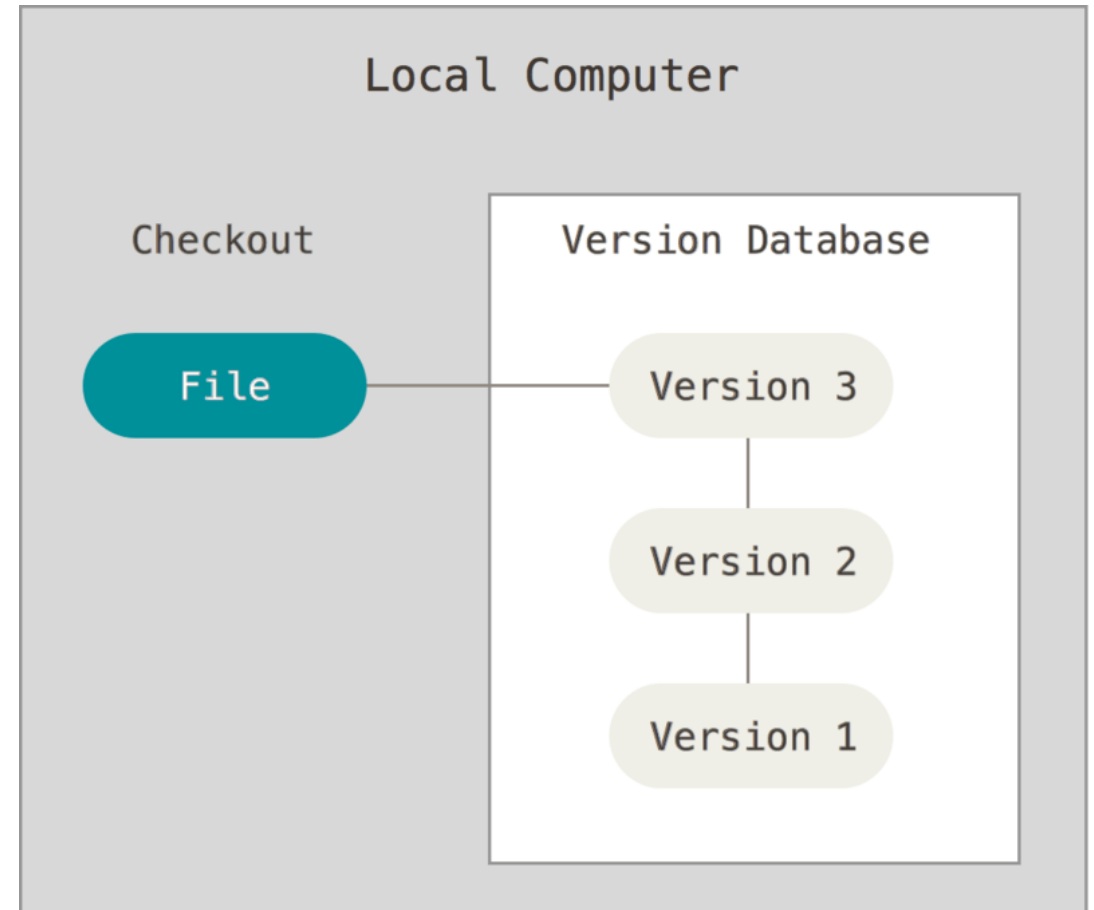 Local Computer
Checkout
Version Database
File
Version 3
Version 2
Version 1